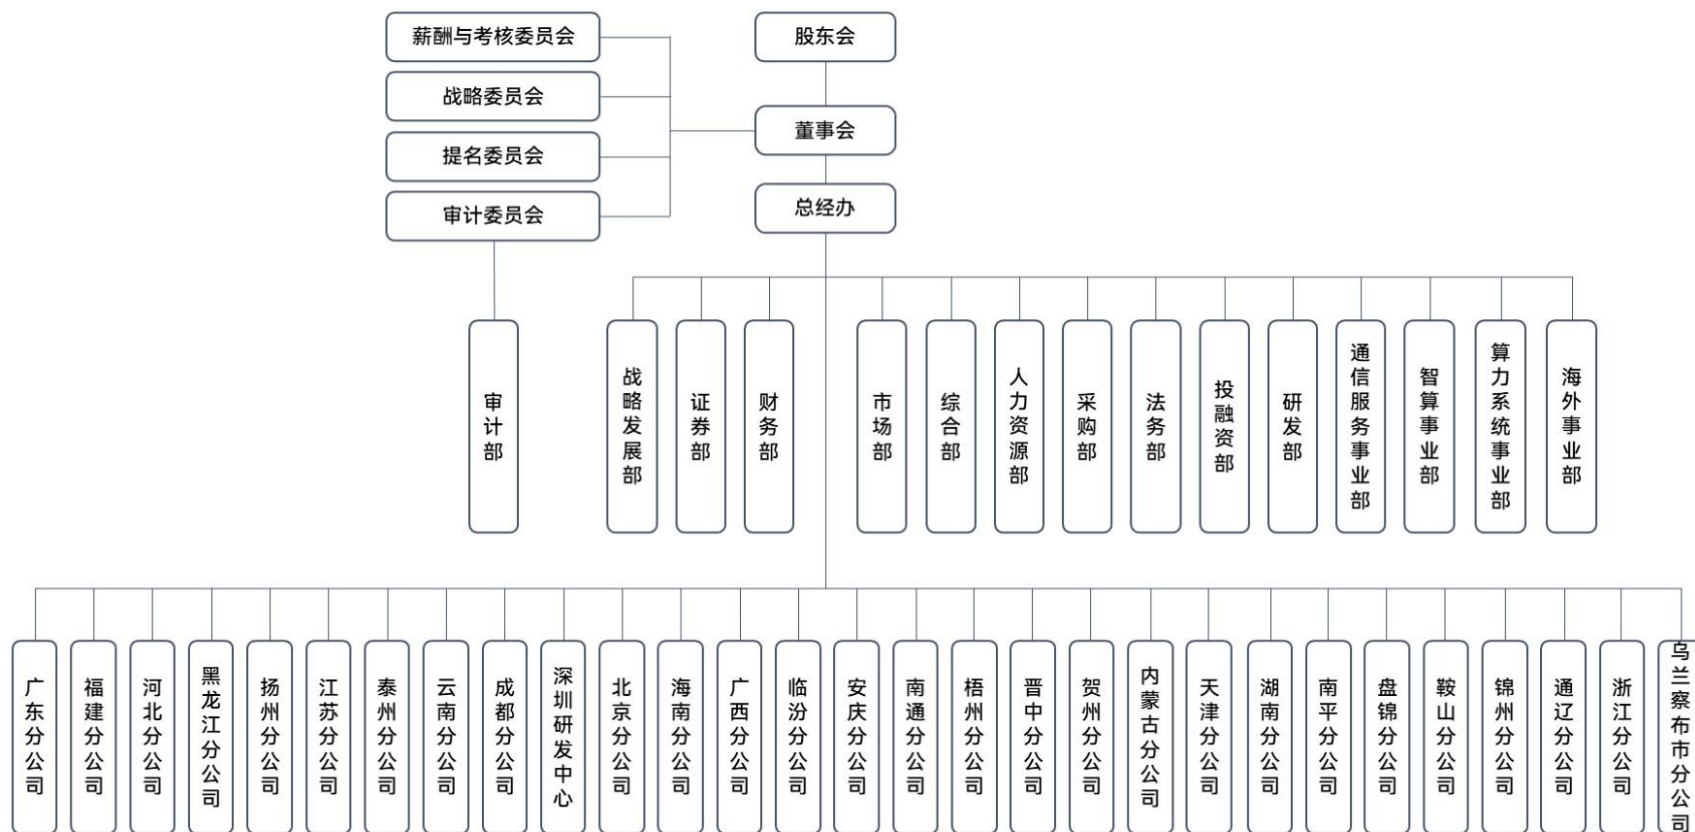 薪酬与考核委员会
股东会
战略委员会
董事会
提名委员会
总经办
审计委员会
审计部
战略发展部
证券部
财务部
市场部
综合部
人力资源部
采购部
法务部
投融资部
研发部
通信服务事业部
智算事业部
算力系统事业部
海外事业部
广东分公司
福建分公司
河北分公司
黑龙江分公司
扬州分公司
江苏分公司
泰州分公司
云南分公司
成都分公司
深圳研发中心
北京分公司
海南分公司
广西分公司
临汾分公司
安庆分公司
南通分公司
梧州分公司
晋中分公司
贺州分公司
内蒙古分公司
天津分公司
湖南分公司
南平分公司
盘锦分公司
鞍山分公司
锦州分公司
通辽分公司
浙江分公司
乌兰察布市分公司